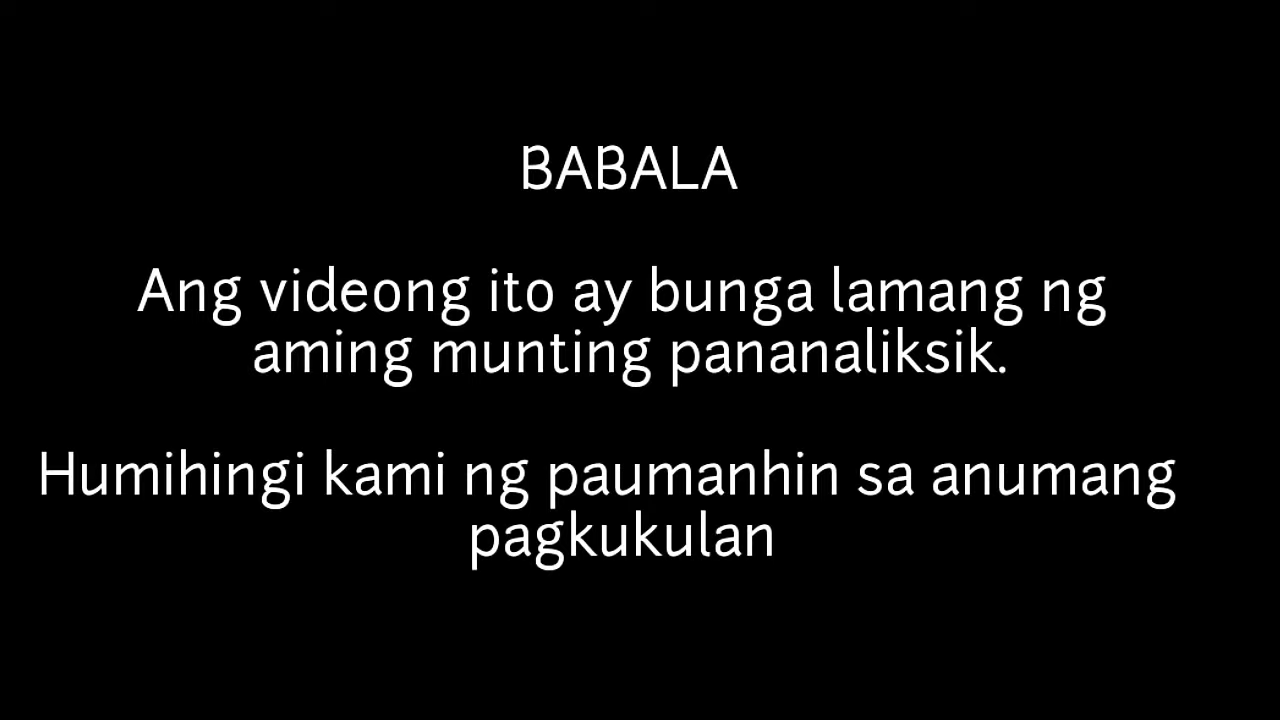 BABALA
Ang videong ito ay bunga lamang ng
aming munting pananaliksik.
Humihingi kami ng paumanhin sa anumang
pagkukulan